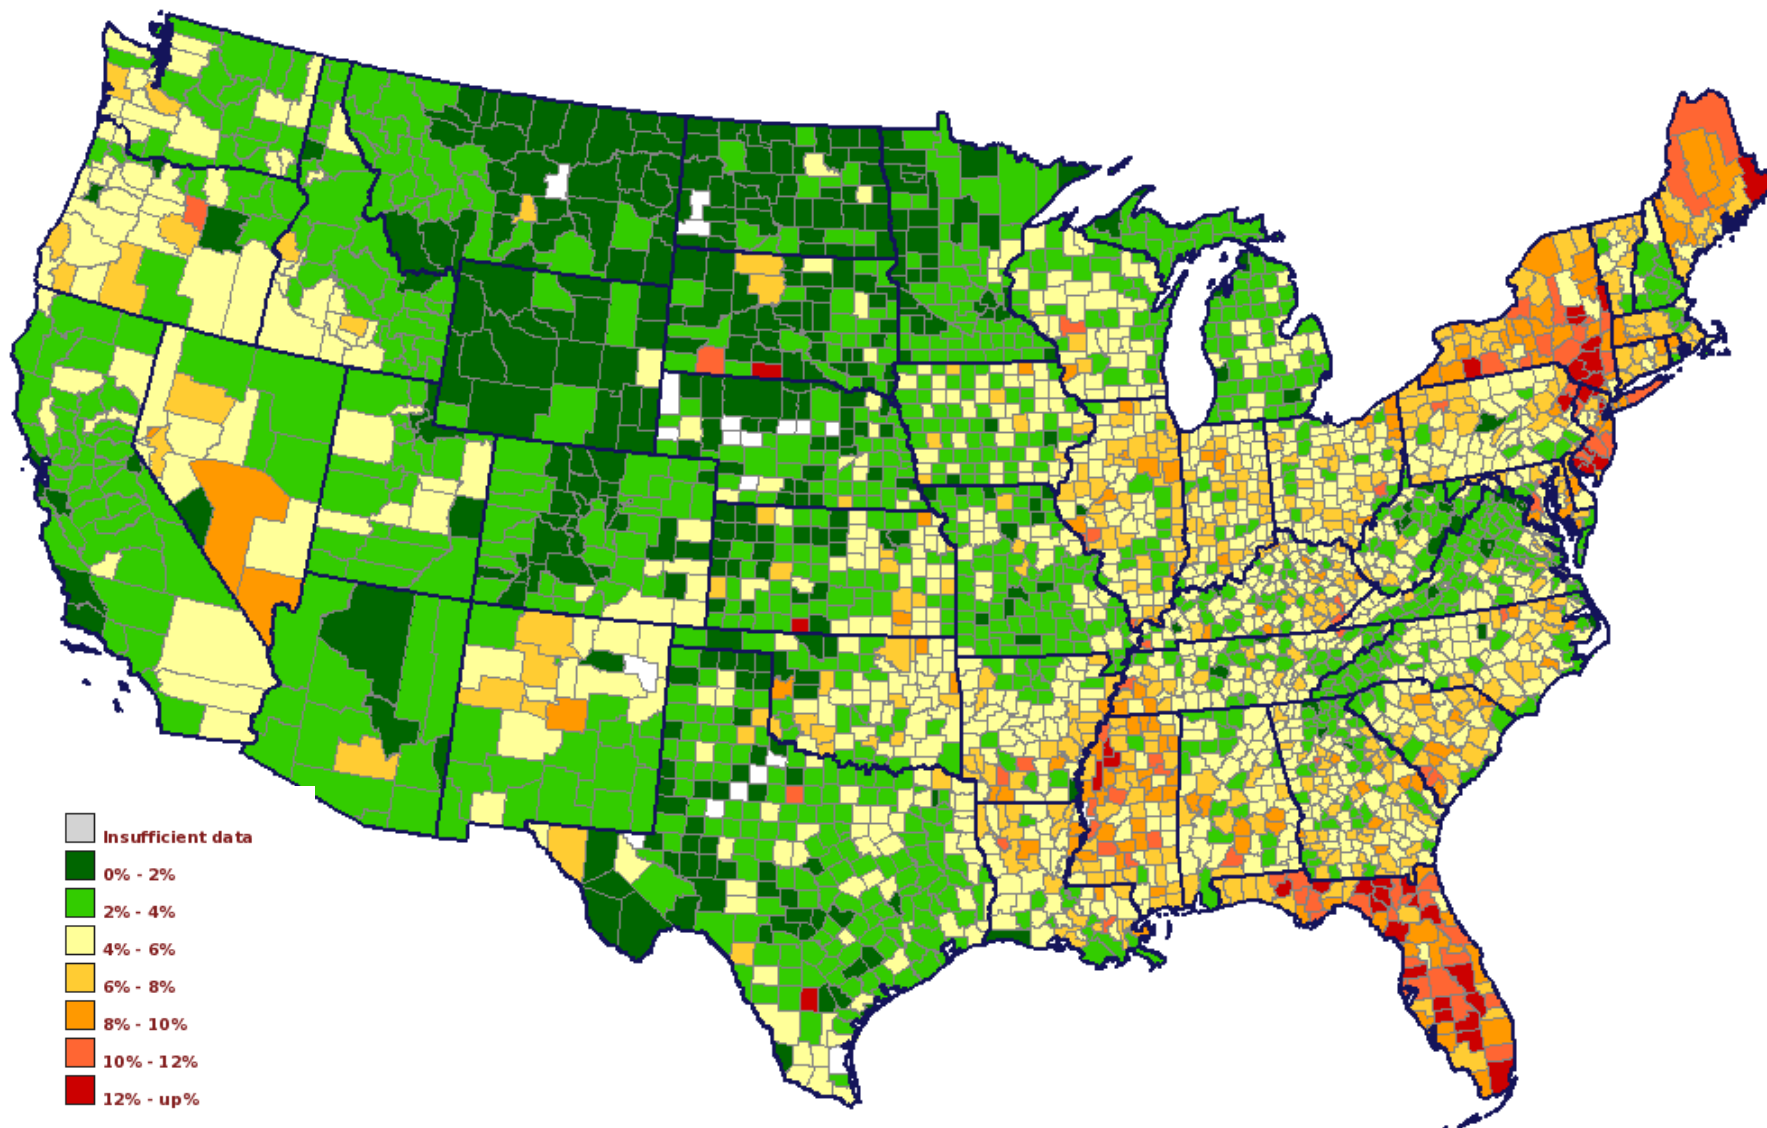 Insufficient data
0% - 2%
2% - 4%
4% - 6%
6% - 8%
8% - 10%
10% - 12%
12% - up%